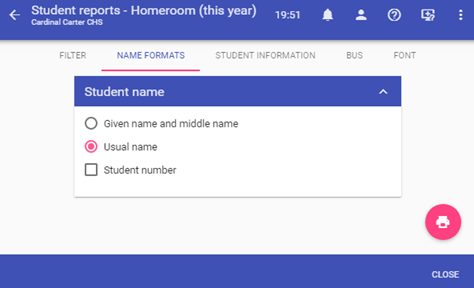 Student reports - Homeroom (this year)
19:51
Cardinal Carter CHS
FILTER
NAME FORMATS
STUDENT INFORMATION
BUS
FONT
Student name
Given name and middle name
Usual name
Student number
CLOSE